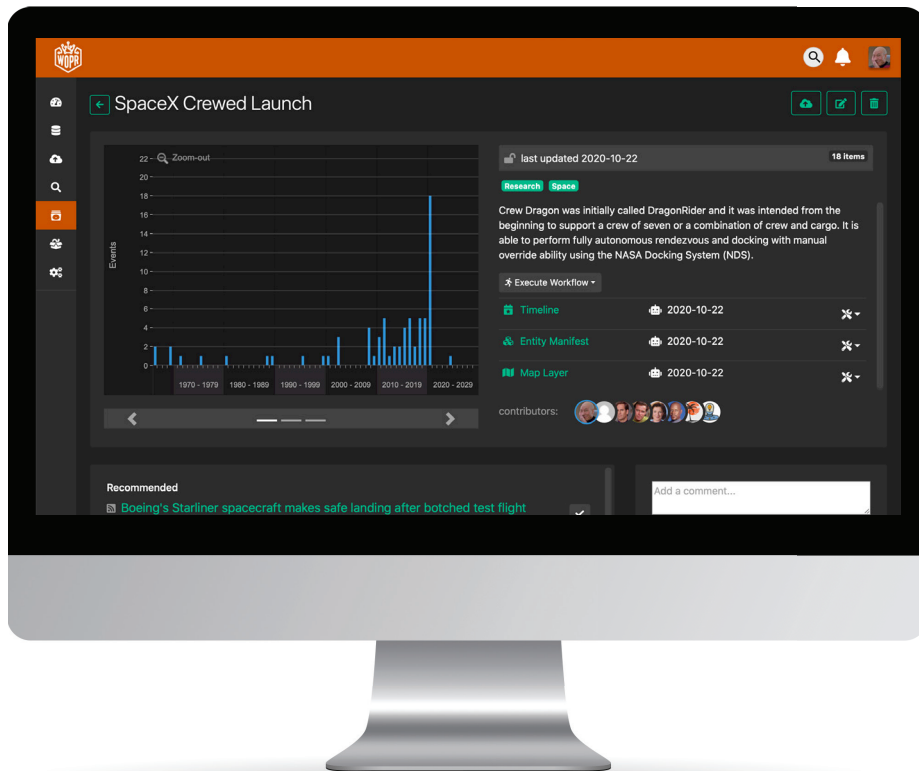 WOPR
SpaceX Crewed Launch
Zoom-out
22
20
18
16
14
12
10
8
6
4
2
0
Events
1970 - 1979
1980 - 1989
1990 - 1999
2000 - 2009
2010 - 2019
2020 - 2029
last updated 2020-10-22
18 items
Research Space
Crew Dragon was initially called DragonRider and it was intended from the
beginning to support a crew of seven or a combination of crew and cargo. It is
able to perform fully autonomous rendezvous and docking with manual
override ability using the NASA Docking System (NDS).
Execute Workflow
Timeline 2020-10-22
Entity Manifest 2020-10-22
Map Layer 2020-10-22
contributors:
Recommended
Boeing's Starliner spacecraft makes safe landing after botched test flight
Add a comment...